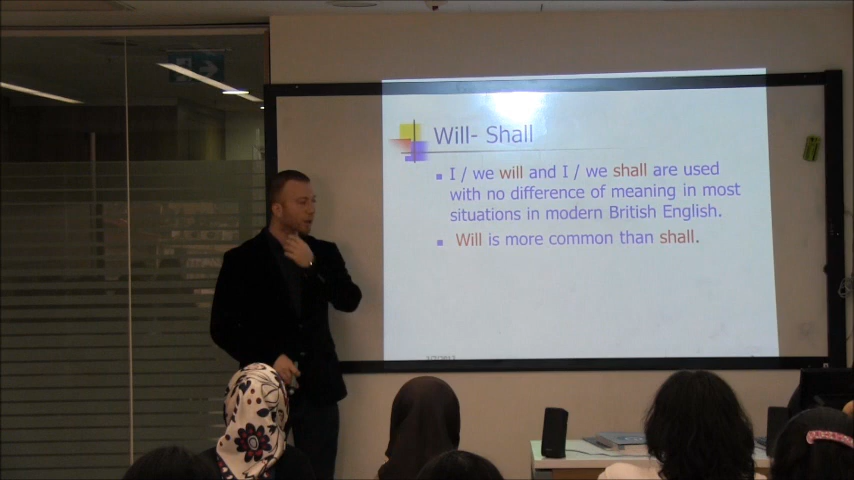 Will- Shall
I / we will and I / we shall are used
with no difference of meaning in most
situations in modern British English.
Will is more common than shall.